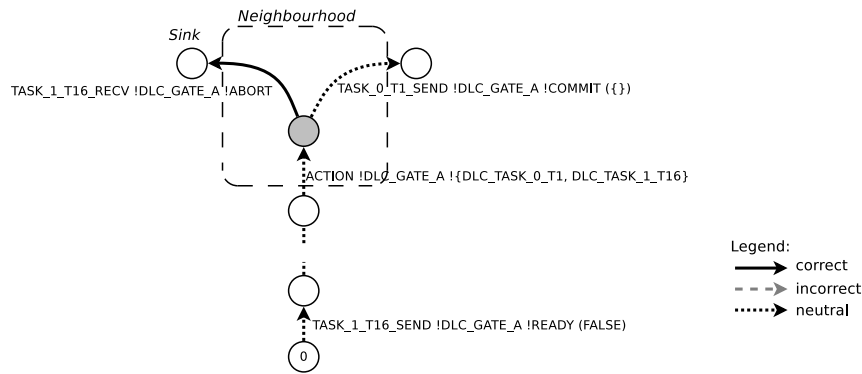 Neighbourhood
Sink
TASK_1_T16_RECV !DLC_GATE_A !ABORT
TASK_0_T1_SEND !DLC_GATE_A !COMMIT ({})
ACTION !DLC_GATE_A !{DLC_TASK_0_T1, DLC_TASK_1_T16}
Legend:
correct
incorrect
neutral
TASK_1_T16_SEND !DLC_GATE_A !READY (FALSE)
0